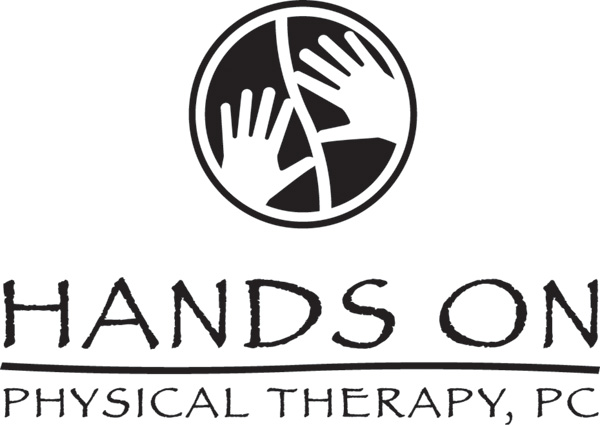 HANDS ON
PHYSICAL THERAPY, PC